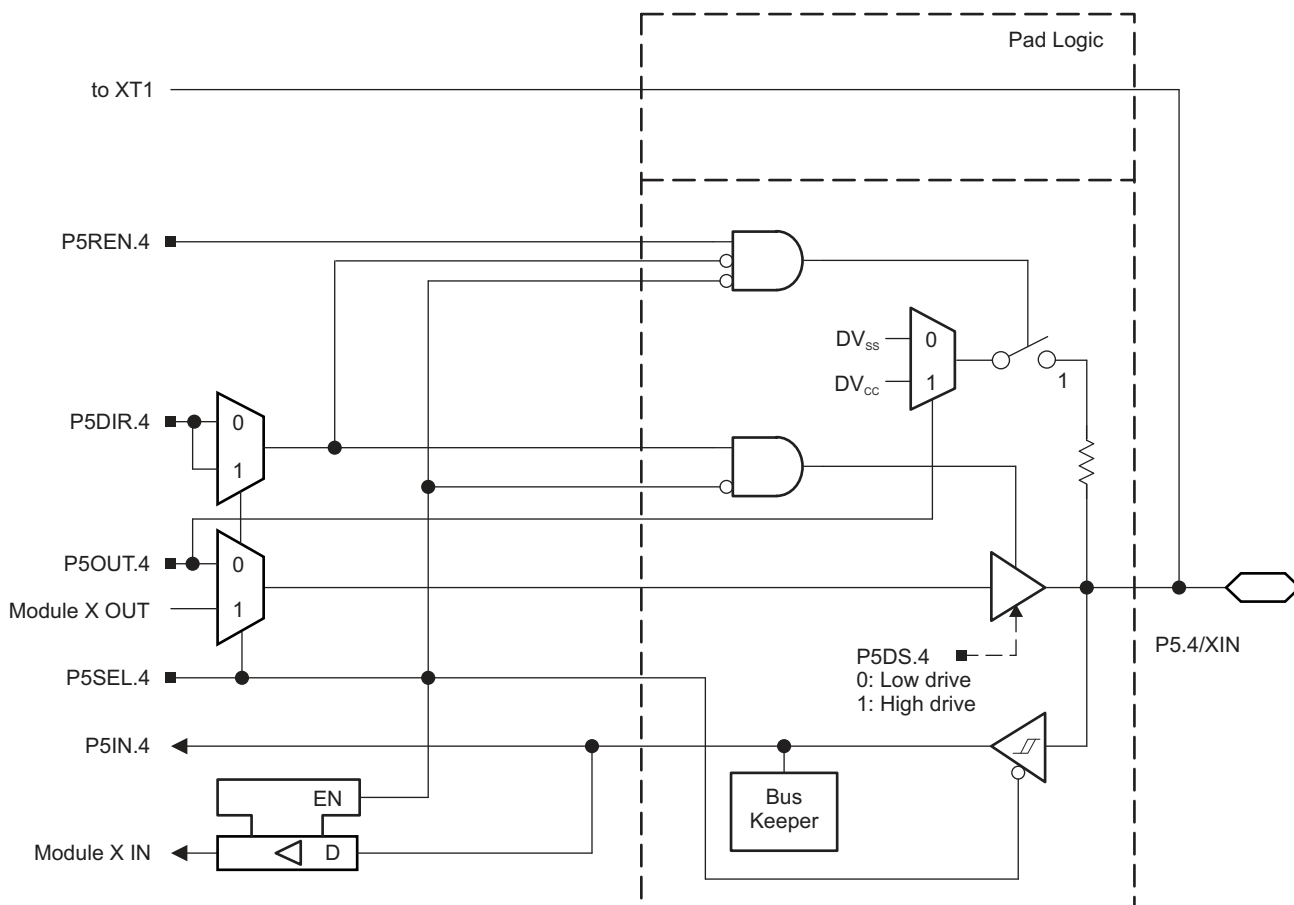 Pad Logic
to XT1
P5REN.4
DVSS
0
DVCC
1
1
P5DIR.4
0
1
P5OUT.4
0
Module X OUT
1
P5SEL.4
P5DS.4
0: Low drive
1: High drive
P5.4/XIN
P5IN.4
EN
Bus
Keeper
Module X IN
D